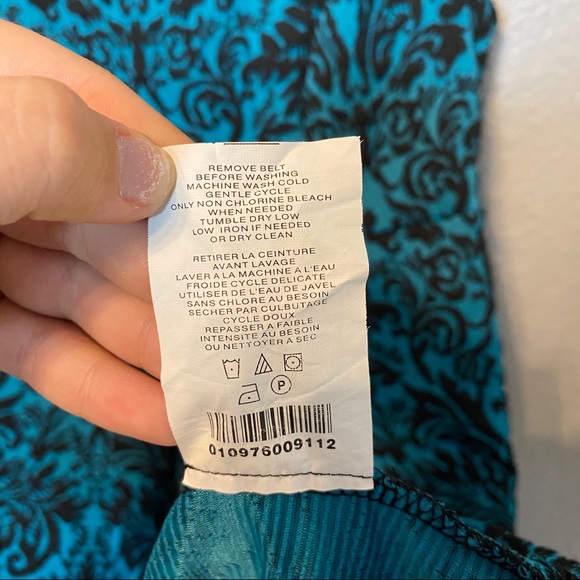 REMOVE BELT
BEFORE WASHING
MACHINE WASH COLD
GENTLE CYCLE
ONLY NON CHLORINE BLEACH
WHEN NEEDED
TUMBLE DRY LOW
LOW IRON IF NEEDED
OR DRY CLEAN
RETIRER LA CEINTURE
AVANT LAVAGE
LAVER A LA MACHINE A L'EAU
FROIDE CYCLE DELICATE
UTILISER DE L'EAU DE JAVEL
SANS CHLORE AU BESOIN
SECHER PAR CULBUTAGE
CYCLE DOUX
REPASSER A FAIBLE
INTENSITE AU BESOIN
OU NETTOYER A SEC
P
010976009112